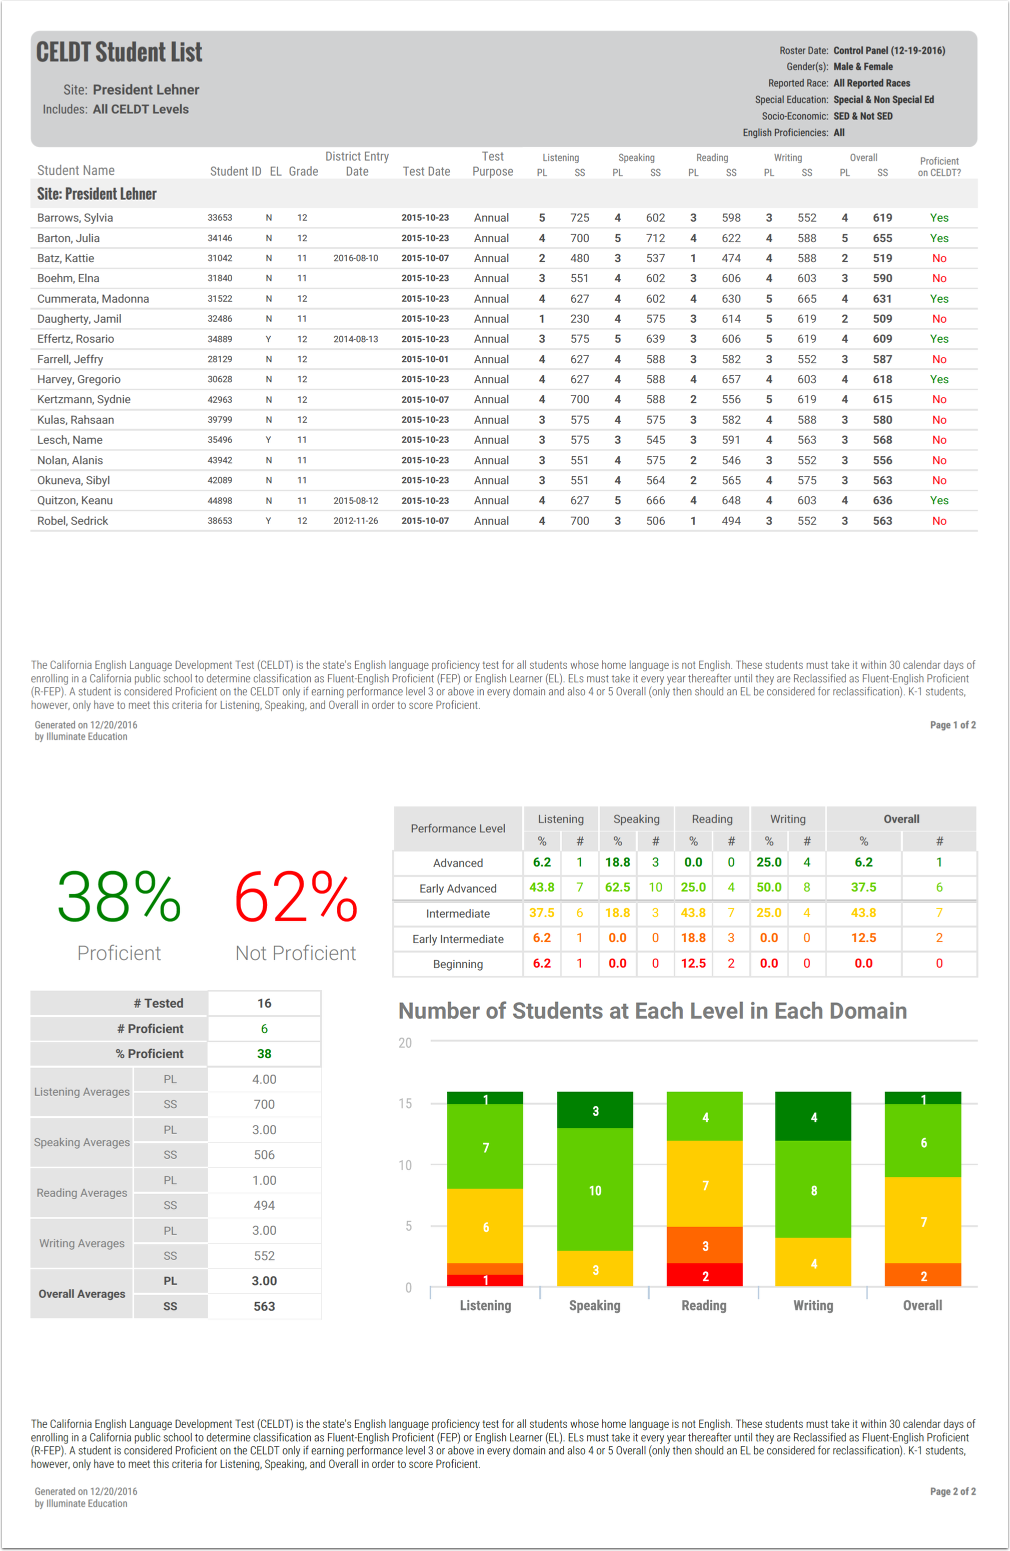 CELDT Student List
Site: President Lehner
Includes: All CELDT Levels
Roster Date: Control Panel (12-19-2016)
Gender(s): Male & Female
Reported Race: All Reported Races
Special Education: Special & Non Special Ed
Socio-Economic: SED & Not SED
English Proficiencies: All
Student Name Student ID EL Grade District Entry Date Test Date Test Purpose Listening PL SS Speaking PL SS Reading PL SS Writing PL SS Overall PL SS Proficient on CELDT?
Site: President Lehner
Barrows, Sylvia 33653 N 12 2015-10-23 Annual 5 725 4 602 3 598 3 552 4 619 Yes
Barton, Julia 34146 N 12 2015-10-23 Annual 4 700 5 712 4 622 4 588 5 655 Yes
Batz, Kattie 31042 N 11 2016-08-10 2015-10-07 Annual 2 480 3 537 1 474 4 588 2 519 No
Boehm, Elna 31840 N 11 2015-10-23 Annual 3 551 4 602 3 606 4 603 3 590 No
Cummerata, Madonna 31522 N 12 2015-10-23 Annual 4 627 4 602 4 630 5 665 4 631 Yes
Daugherty, Jamil 32486 N 11 2015-10-23 Annual 1 230 4 575 3 614 5 619 2 509 No
Effertz, Rosario 34889 Y 12 2014-08-13 2015-10-23 Annual 3 575 5 639 3 606 5 619 4 609 Yes
Farrell, Jeffry 28129 N 12 2015-10-01 Annual 4 627 4 588 3 582 3 552 3 587 No
Harvey, Gregorio 30628 N 12 2015-10-23 Annual 4 627 4 588 4 657 4 603 4 618 Yes
Kertzmann, Sydnie 42963 N 12 2015-10-07 Annual 4 700 4 588 2 556 5 619 4 615 No
Kulas, Rahsaan 39799 N 12 2015-10-23 Annual 3 575 4 575 3 582 4 588 3 580 No
Lesch, Name 35496 Y 11 2015-10-23 Annual 3 575 3 545 3 591 4 563 3 568 No
Nolan, Alanis 43942 N 11 2015-10-23 Annual 3 551 4 575 2 546 3 552 3 556 No
Okuneva, Sibyl 42089 N 11 2015-10-23 Annual 3 551 4 564 2 565 4 575 3 563 No
Quitzon, Keanu 44898 N 11 2015-08-12 2015-10-23 Annual 4 627 5 666 4 648 4 603 4 636 Yes
Robel, Sedrick 38653 Y 12 2012-11-26 2015-10-07 Annual 4 700 3 506 1 494 3 552 3 563 No
The California English Language Development Test (CELDT) is the state's English language proficiency test for all students whose home language is not English. These students must take it within 30 calendar days of
enrolling in a California public school to determine classification as Fluent-English Proficient (FEP) or English Learner (EL). ELs must take it every year thereafter until they are Reclassified as Fluent-English Proficient
(R-FEP). A student is considered Proficient on the CELDT only if earning performance level 3 or above in every domain and also 4 or 5 Overall (only then should an EL be considered for reclassification). K-1 students,
however, only have to meet this criteria for Listening, Speaking, and Overall in order to score Proficient.
Generated on 12/20/2016
by Illuminate Education
Page 1 of 2
38% Proficient
62% Not Proficient
Performance Level Listening Speaking Reading Writing Overall
% # % # % # % # % #
Advanced 6.2 1 18.8 3 0.0 0 25.0 4 6.2 1
Early Advanced 43.8 7 62.5 10 25.0 4 50.0 8 37.5 6
Intermediate 37.5 6 18.8 3 43.8 7 25.0 4 43.8 7
Early Intermediate 6.2 1 0.0 0 18.8 3 0.0 0 12.5 2
Beginning 6.2 1 0.0 0 12.5 2 0.0 0 0.0 0
# Tested 16
# Proficient 6
% Proficient 38
Listening Averages PL 4.00
SS 700
Speaking Averages PL 3.00
SS 506
Reading Averages PL 1.00
SS 494
Writing Averages PL 3.00
SS 552
Overall Averages PL 3.00
SS 563
Number of Students at Each Level in Each Domain
20
15
10
5
0
1 7 6 1
3 10 3
4 7 3 2
4 8 4
1 6 7 2
Listening Speaking Reading Writing Overall
The California English Language Development Test (CELDT) is the state's English language proficiency test for all students whose home language is not English. These students must take it within 30 calendar days of
enrolling in a California public school to determine classification as Fluent-English Proficient (FEP) or English Learner (EL). ELs must take it every year thereafter until they are Reclassified as Fluent-English Proficient
(R-FEP). A student is considered Proficient on the CELDT only if earning performance level 3 or above in every domain and also 4 or 5 Overall (only then should an EL be considered for reclassification). K-1 students,
however, only have to meet this criteria for Listening, Speaking, and Overall in order to score Proficient.
Generated on 12/20/2016
by Illuminate Education
Page 2 of 2